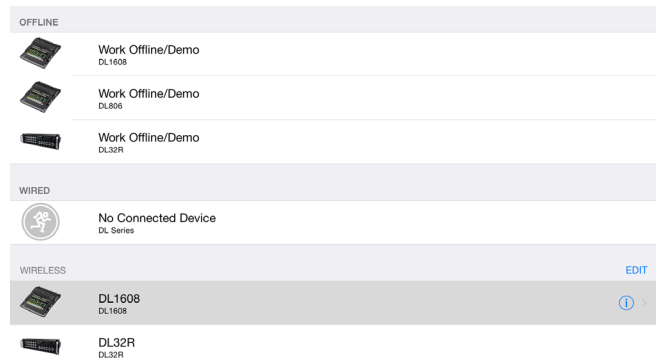 OFFLINE
Work Offline/Demo
DL1608
Work Offline/Demo
DL806
Work Offline/Demo
DL32R
WIRED
No Connected Device
DL Series
WIRELESS EDIT
DL1608
DL1608
DL32R
DL32R